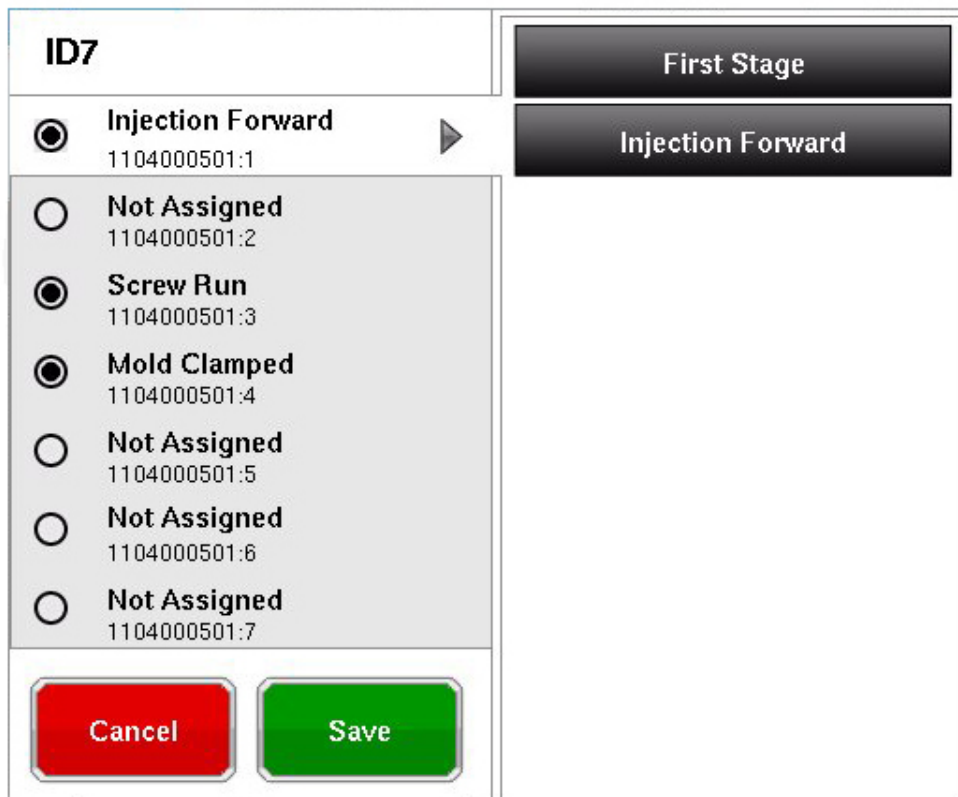 ID7
Injection Forward
1104000501:1
Not Assigned
1104000501:2
Screw Run
1104000501:3
Mold Clamped
1104000501:4
Not Assigned
1104000501:5
Not Assigned
1104000501:6
Not Assigned
1104000501:7
Cancel
Save
First Stage
Injection Forward